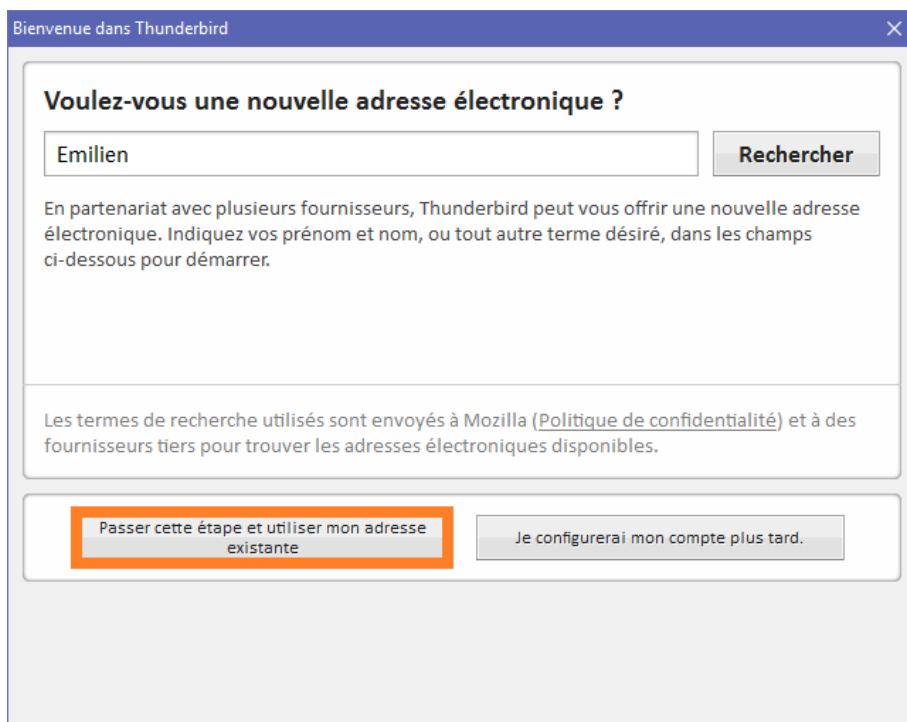 Bienvenue dans Thunderbird
Voulez-vous une nouvelle adresse électronique ?
Emilien
Rechercher
En partenariat avec plusieurs fournisseurs, Thunderbird peut vous offrir une nouvelle adresse
électronique. Indiquez vos prénom et nom, ou tout autre terme désiré, dans les champs
ci-dessous pour démarrer.
Les termes de recherche utilisés sont envoyés à Mozilla (Politique de confidentialité) et à des
fournisseurs tiers pour trouver les adresses électroniques disponibles.
Passer cette étape et utiliser mon adresse
existante
Je configurerai mon compte plus tard.